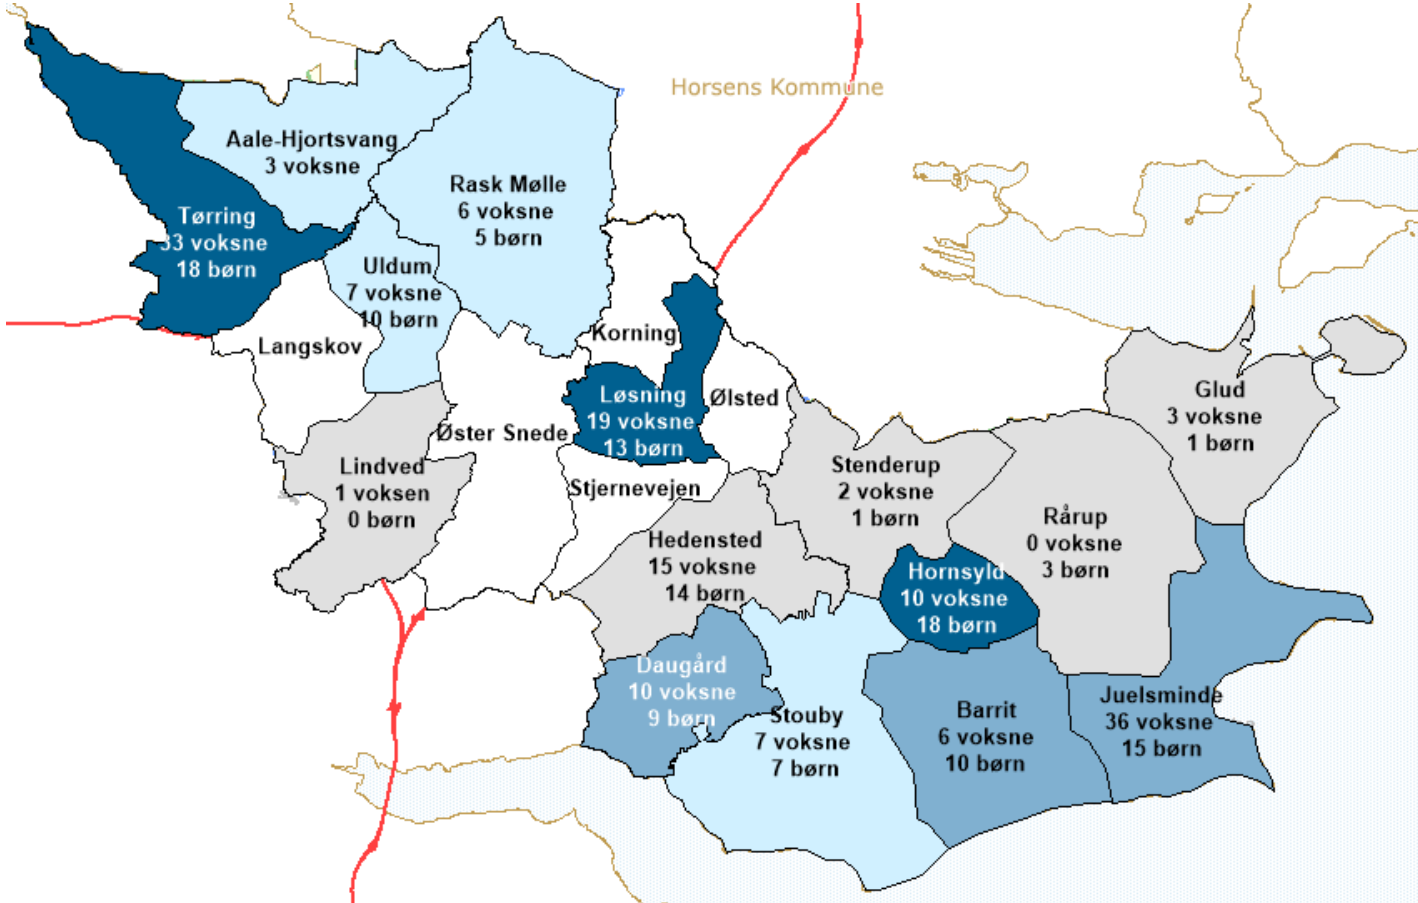 Horsens Kommune
Aale-Hjortsvang
3 voksne
Rask Mølle
6 voksne
5 børn
Tørring
33 voksne
18 børn
Uldum
7 voksne
10 børn
Langskov
Korning
Løsning
19 voksne
13 børn
Ølsted
Øster Snede
Lindved
1 voksen
0 børn
Stjernevejen
Stenderup
2 voksne
1 børn
Glud
3 voksne
1 børn
Rårup
0 voksne
3 børn
Hedensted
15 voksne
14 børn
Hornsyld
10 voksne
18 børn
Daugård
10 voksne
9 børn
Stouby
7 voksne
7 børn
Barrit
6 voksne
10 børn
Juelsminde
36 voksne
15 børn